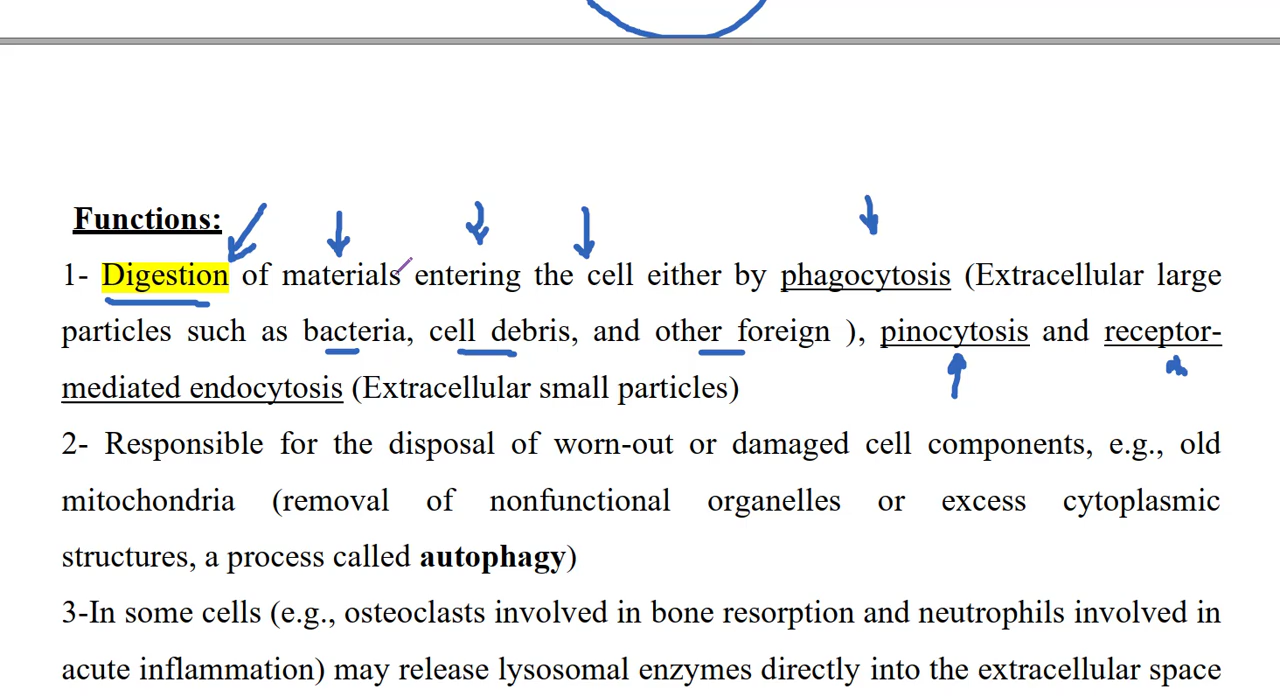 Functions:
1- Digestion of materials entering the cell either by phagocytosis (Extracellular large
particles such as bacteria, cell debris, and other foreign ), pinocytosis and receptor-
mediated endocytosis (Extracellular small particles)
2- Responsible for the disposal of worn-out or damaged cell components, e.g., old
mitochondria (removal of nonfunctional organelles or excess cytoplasmic
structures, a process called autophagy)
3-In some cells (e.g., osteoclasts involved in bone resorption and neutrophils involved in
acute inflammation) may release lysosomal enzymes directly into the extracellular space